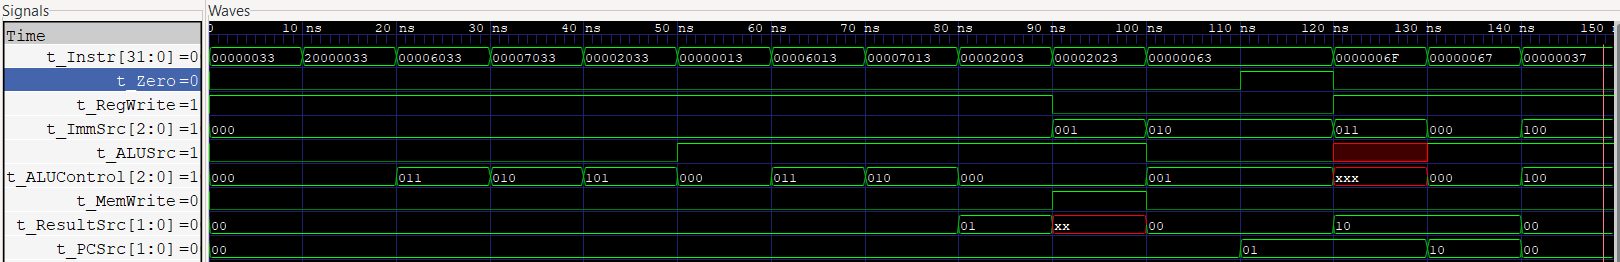 Signals Waves
Time 0 10 ns 20 ns 30 ns 40 ns 50 ns 60 ns 70 ns 80 ns 90 ns 100 ns 110 ns 120 ns 130 ns 140 ns 150 n
t_Instr[31:0]=0 00000033 20000033 00006033 00007033 00002033 00000013 00006013 00007013 00002003 00002023 00000063 0000006F 00000067 00000037
t_Zero=0
t_RegWrite=1
t_ImmSrc[2:0]=1 000 001 010 011 000 100
t_ALUSrc=1
t_ALUControl[2:0]=1 000 011 010 101 000 011 010 000 001 xxx 000 100
t_MemWrite=0
t_ResultSrc[1:0]=0 00 01 xx 00 10 00
t_PCSrc[1:0]=0 00 01 10 00